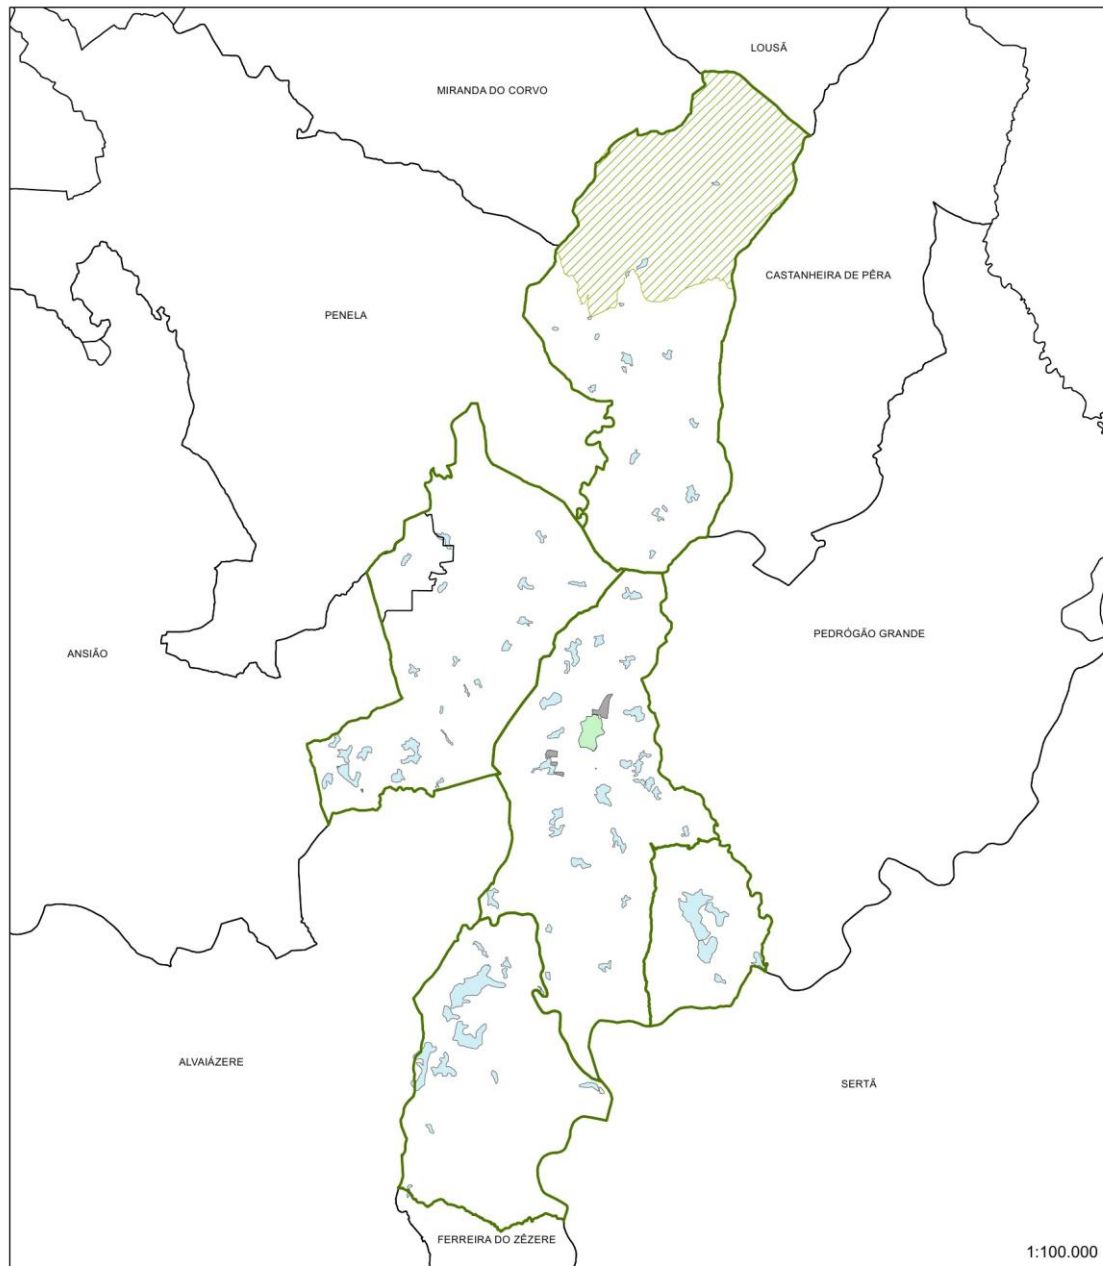 LOUSÃ
MIRANDA DO CORVO
CASTANHEIRA DE PÊRA
PENELA
PEDRÓGÃO GRANDE
ANSIÃO
ALVAIÁZERE
SERTÃ
FERREIRA DO ZÊZERE
1:100.000